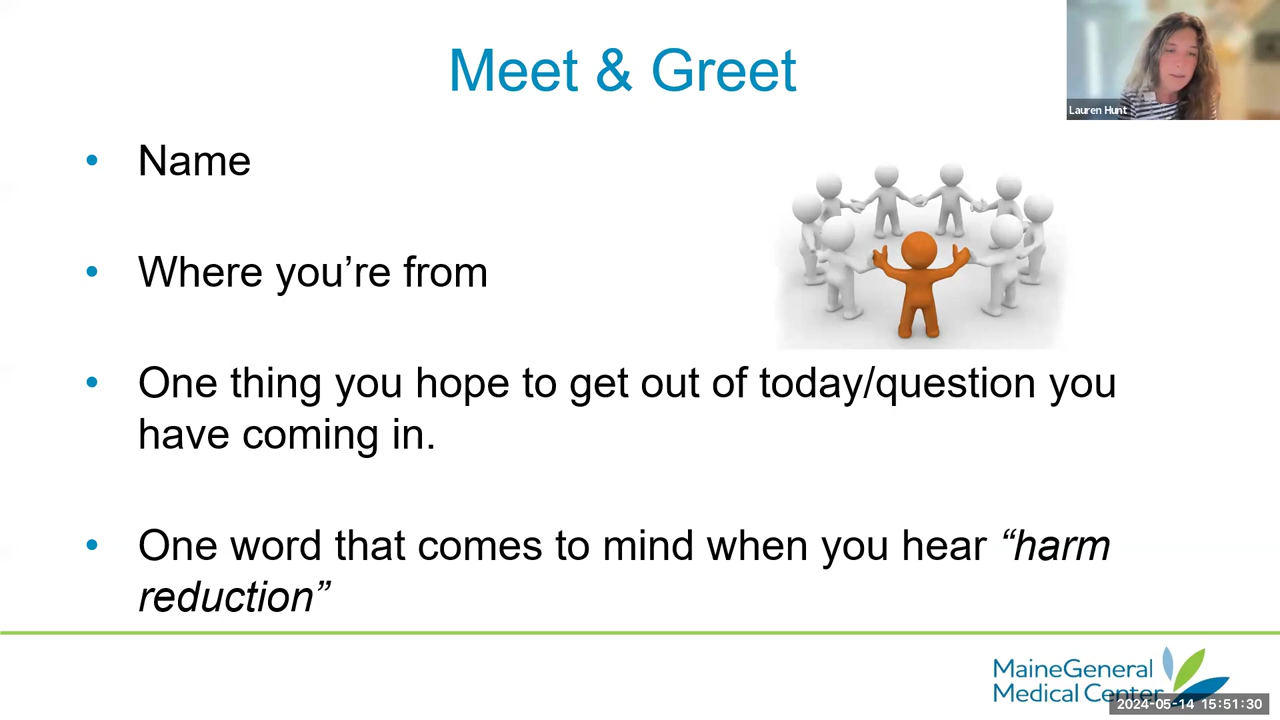 Meet & Greet
Lauren Hunt
• Name
• Where you’re from
• One thing you hope to get out of today/question you
have coming in.
• One word that comes to mind when you hear “harm
reduction”
MaineGeneral
Medical Center
2024-05-14 15:51:30